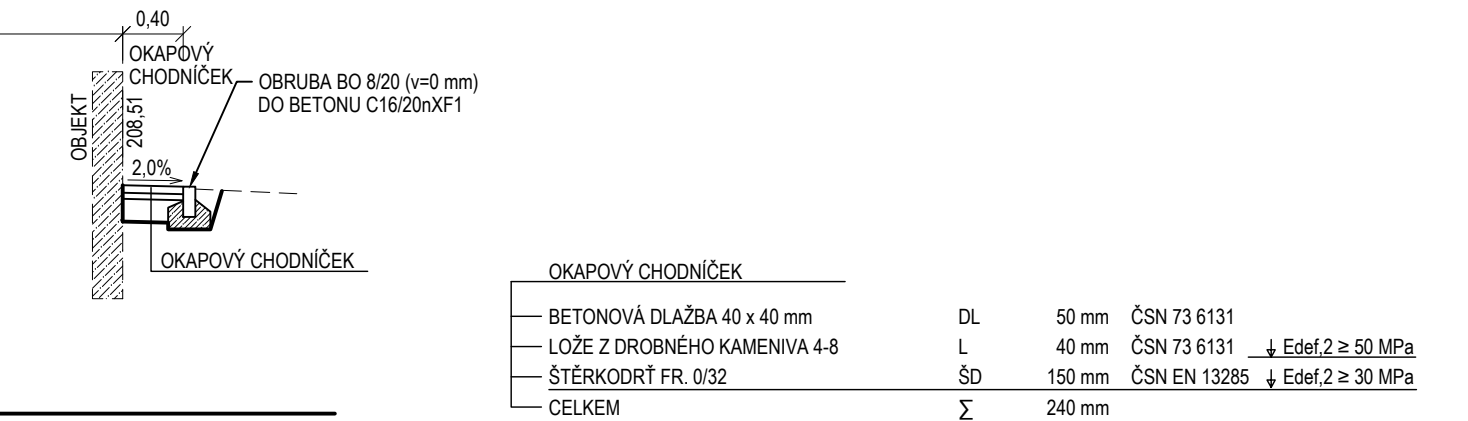 0,40
OKAPOVÝ
CHODNÍČEK
OBRUBA BO 8/20 (v=0 mm)
DO BETONU C16/20nXF1
OBJEKT
208,51
2,0%
OKAPOVÝ CHODNÍČEK
OKAPOVÝ CHODNÍČEK
BETONOVÁ DLAŽBA 40 x 40 mm DL 50 mm ČSN 73 6131
LOŽE Z DROBNÉHO KAMENIVA 4-8 L 40 mm ČSN 73 6131 Edef,2 ≥ 50 MPa
ŠTĚRKODRŤ FR. 0/32 ŠD 150 mm ČSN EN 13285 Edef,2 ≥ 30 MPa
CELKEM ∑ 240 mm